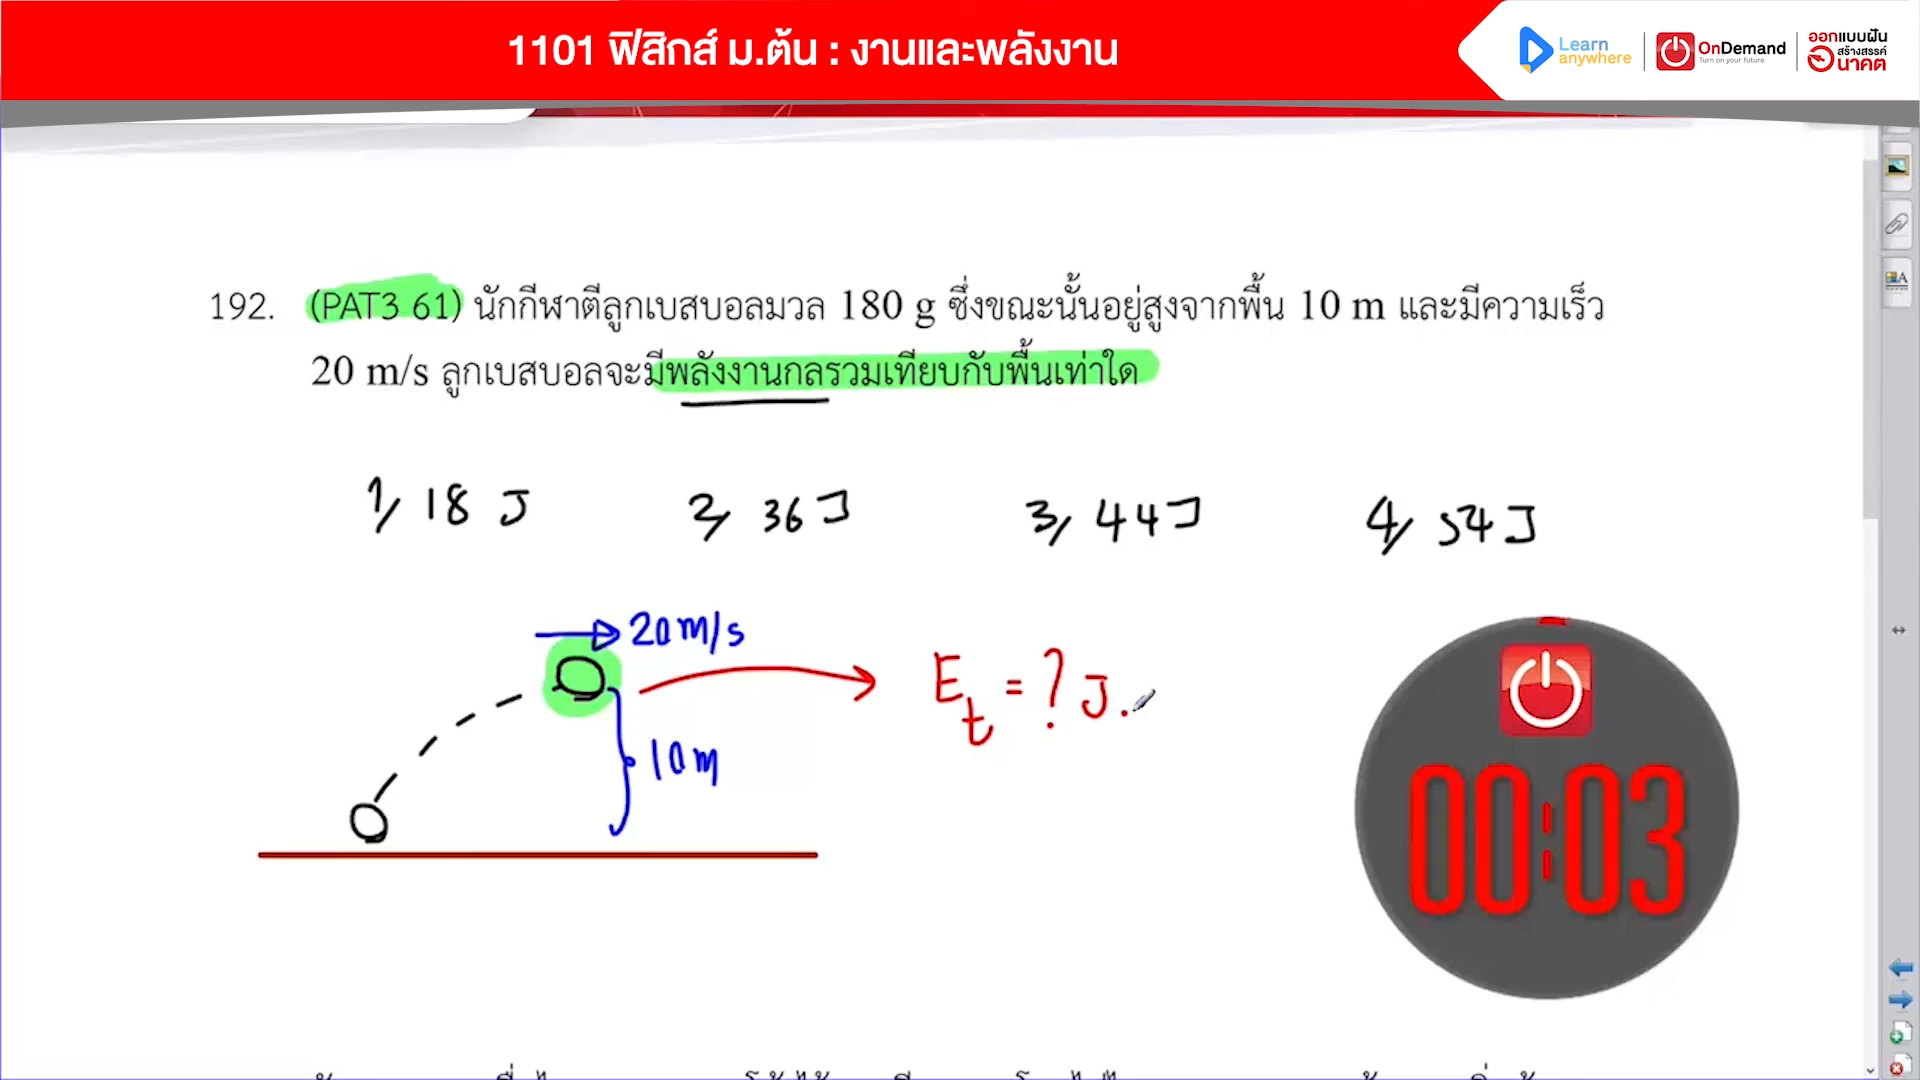 1101 ฟิสิกส์ ม.ต้น : งานและพลังงาน
Learn anywhere
OnDemand
Turn on your future
ออกแบบฝัน
สร้างสรรค์
อนาคต
192. (PAT3 61) นักกีฬาตีลูกเบสบอลมวล 180 g ซึ่งขณะนั้นอยู่สูงจากพื้น 10 m และมีความเร็ว
20 m/s ลูกเบสบอลจะมีพลังงานกลรวมเทียบกับพื้นเท่าใด
1/ 18 J 2/ 36 J 3/ 44 J 4/ 54 J
20 m/s
E_t = ? J.
10 m
00:03